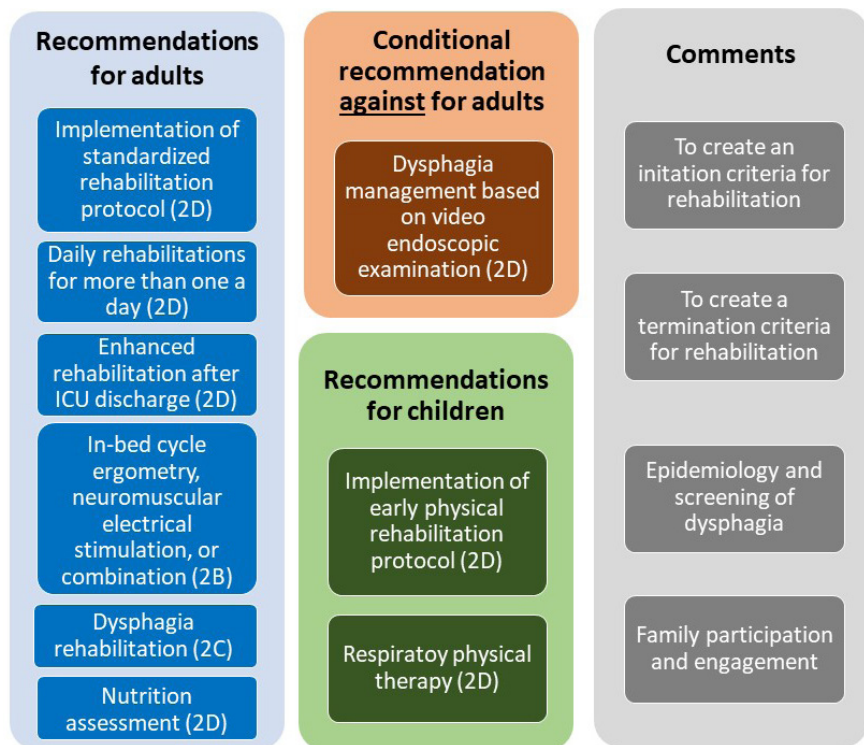 Recommendations
for adults
Implementation of
standardized
rehabilitation
protocol (2D)
Daily rehabilitations
for more than one a
day (2D)
Enhanced
rehabilitation after
ICU discharge (2D)
In-bed cycle
ergometry,
neuromuscular
electrical
stimulation, or
combination (2B)
Dysphagia
rehabilitation (2C)
Nutrition
assessment (2D)
Conditional
recommendation
against for adults
Dysphagia
management based
on video
endoscopic
examination (2D)
Recommendations
for children
Implementation of
early physical
rehabilitation
protocol (2D)
Respiratoy physical
therapy (2D)
Comments
To create an
initation criteria for
rehabilitation
To create a
termination criteria
for rehabilitation
Epidemiology and
screening of
dysphagia
Family participation
and engagement